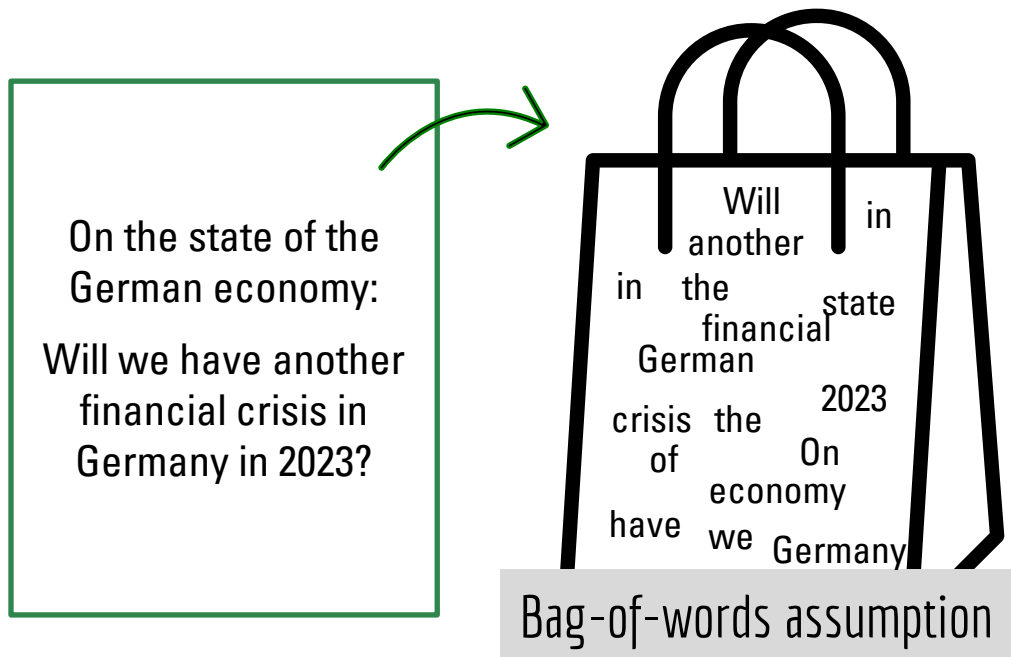 On the state of the
German economy:
Will we have another
financial crisis in
Germany in 2023?
Will
another
in
in
the
state
financial
German
2023
crisis
the
of
On
economy
have
we
Germany
Bag-of-words assumption